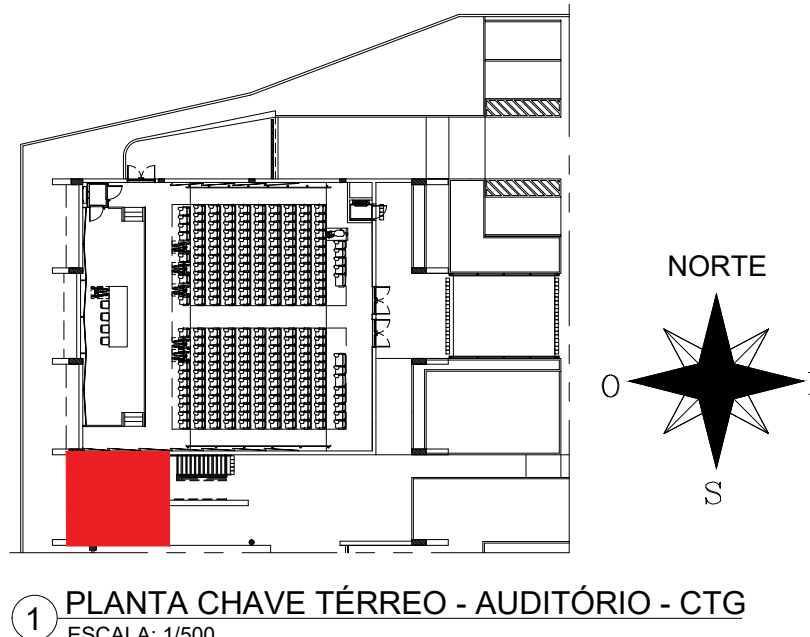 NORTE
O
S
1 PLANTA CHAVE TÉRREO - AUDITÓRIO - CTG
ESCALA: 1/500